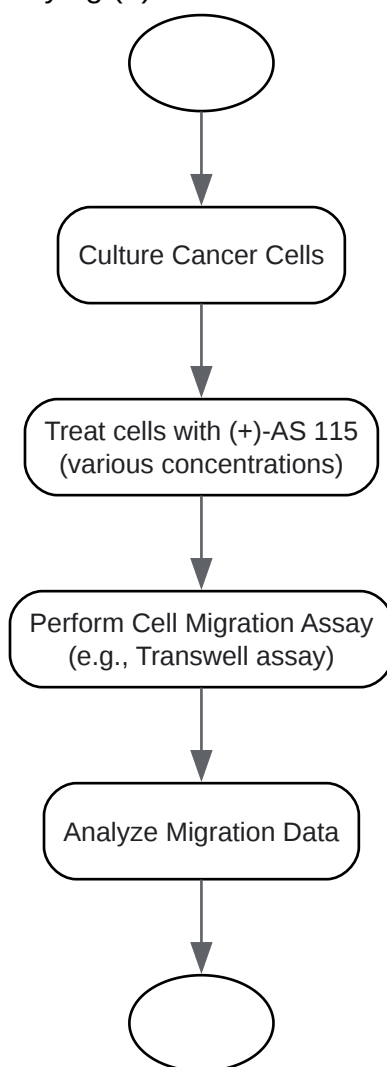 Culture Cancer Cells
Treat cells with (+)-AS 115
(various concentrations)
Perform Cell Migration Assay
(e.g., Transwell assay)
Analyze Migration Data